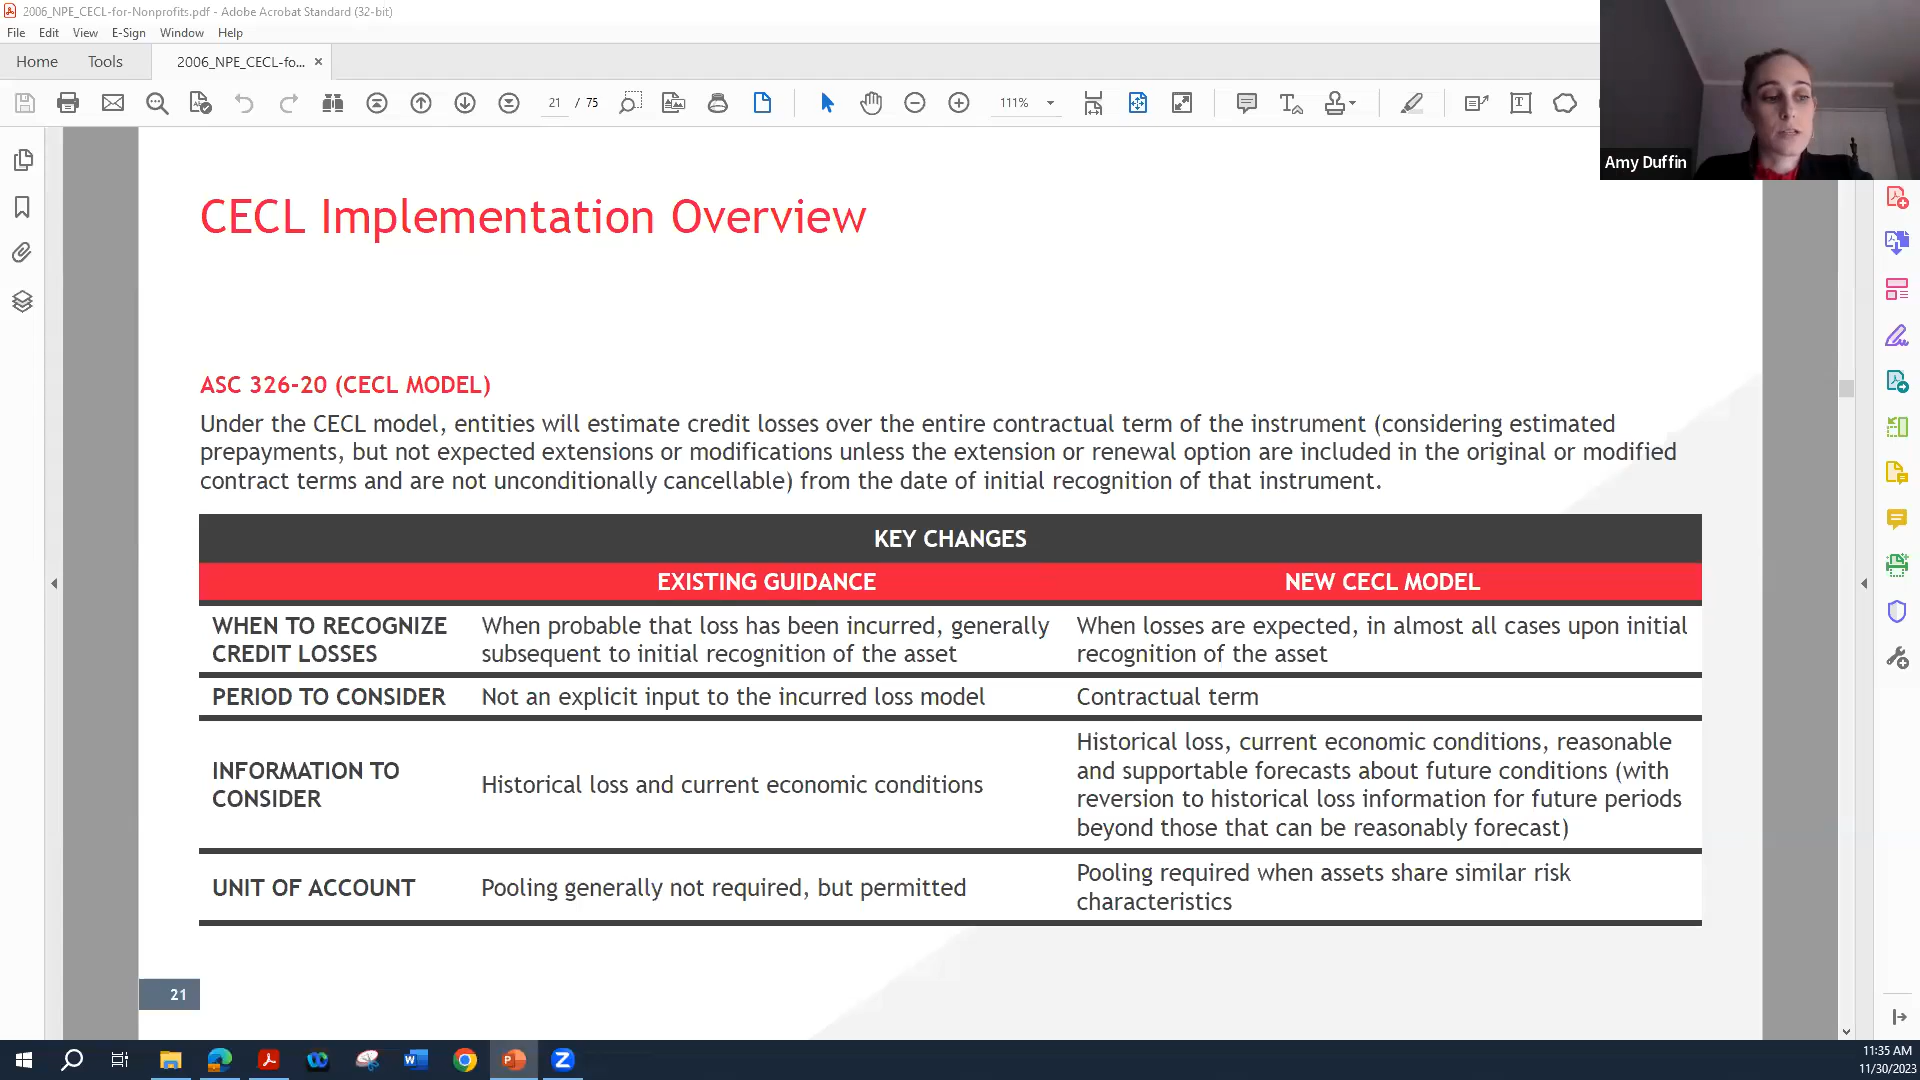 2006_NPE_CECL-for-Nonprofits.pdf - Adobe Acrobat Standard (32-bit)
File Edit View E-Sign Window Help
Home Tools 2006_NPE_CECL-fo... ×
21 / 75 111%
Amy Duffin
CECL Implementation Overview
ASC 326-20 (CECL MODEL)
Under the CECL model, entities will estimate credit losses over the entire contractual term of the instrument (considering estimated
prepayments, but not expected extensions or modifications unless the extension or renewal option are included in the original or modified
contract terms and are not unconditionally cancellable) from the date of initial recognition of that instrument.
KEY CHANGES
EXISTING GUIDANCE NEW CECL MODEL
WHEN TO RECOGNIZE
CREDIT LOSSES
When probable that loss has been incurred, generally
subsequent to initial recognition of the asset
When losses are expected, in almost all cases upon initial
recognition of the asset
PERIOD TO CONSIDER
Not an explicit input to the incurred loss model
Contractual term
INFORMATION TO
CONSIDER
Historical loss and current economic conditions
Historical loss, current economic conditions, reasonable
and supportable forecasts about future conditions (with
reversion to historical loss information for future periods
beyond those that can be reasonably forecast)
UNIT OF ACCOUNT
Pooling generally not required, but permitted
Pooling required when assets share similar risk
characteristics
21
11:35 AM
11/30/2023